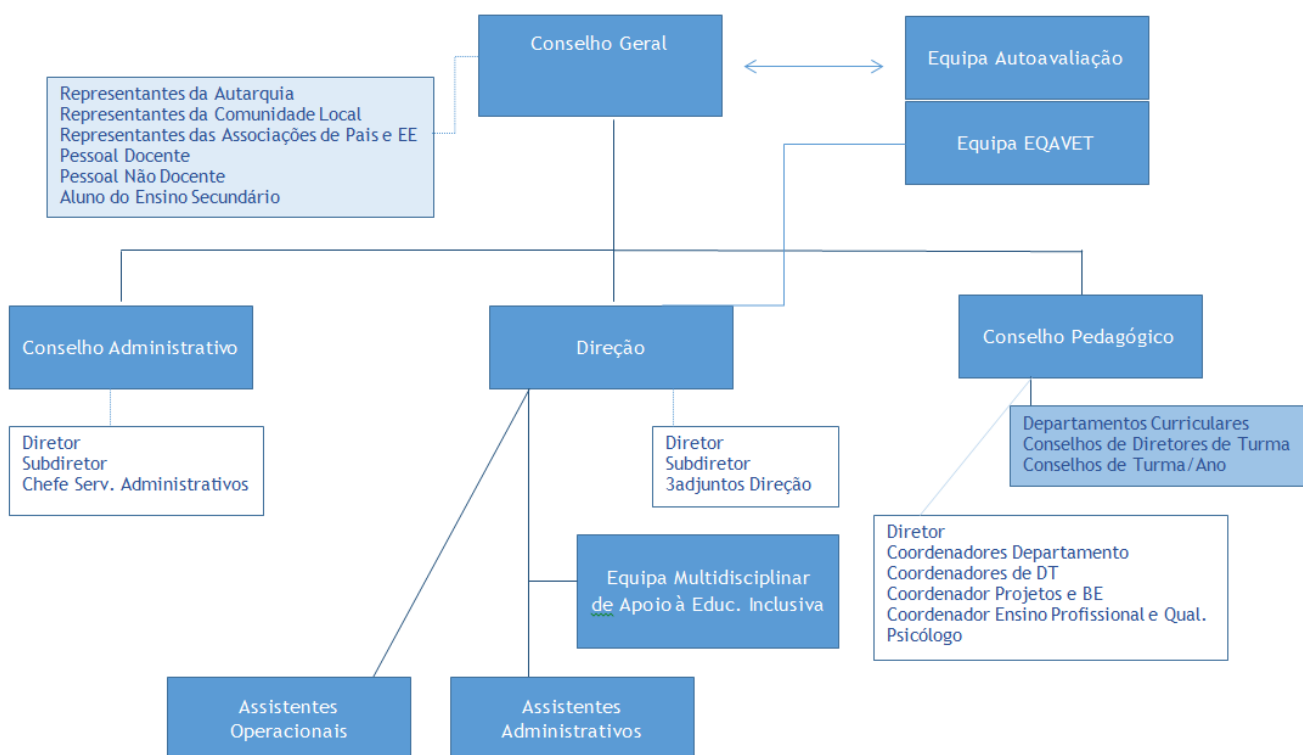 Conselho Geral
Equipa Autoavaliação
Equipa EQAVET
Representantes da Autarquia
Representantes da Comunidade Local
Representantes das Associações de Pais e EE
Pessoal Docente
Pessoal Não Docente
Aluno do Ensino Secundário
Conselho Administrativo
Direção
Conselho Pedagógico
Diretor
Subdiretor
Chefe Serv. Administrativos
Diretor
Subdiretor
3adjuntos Direção
Departamentos Curriculares
Conselhos de Diretores de Turma
Conselhos de Turma/Ano
Diretor
Coordenadores Departamento
Coordenadores de DT
Coordenador Projetos e BE
Coordenador Ensino Profissional e Qual.
Psicólogo
Equipa Multidisciplinar
de Apoio à Educ. Inclusiva
Assistentes
Operacionais
Assistentes
Administrativos